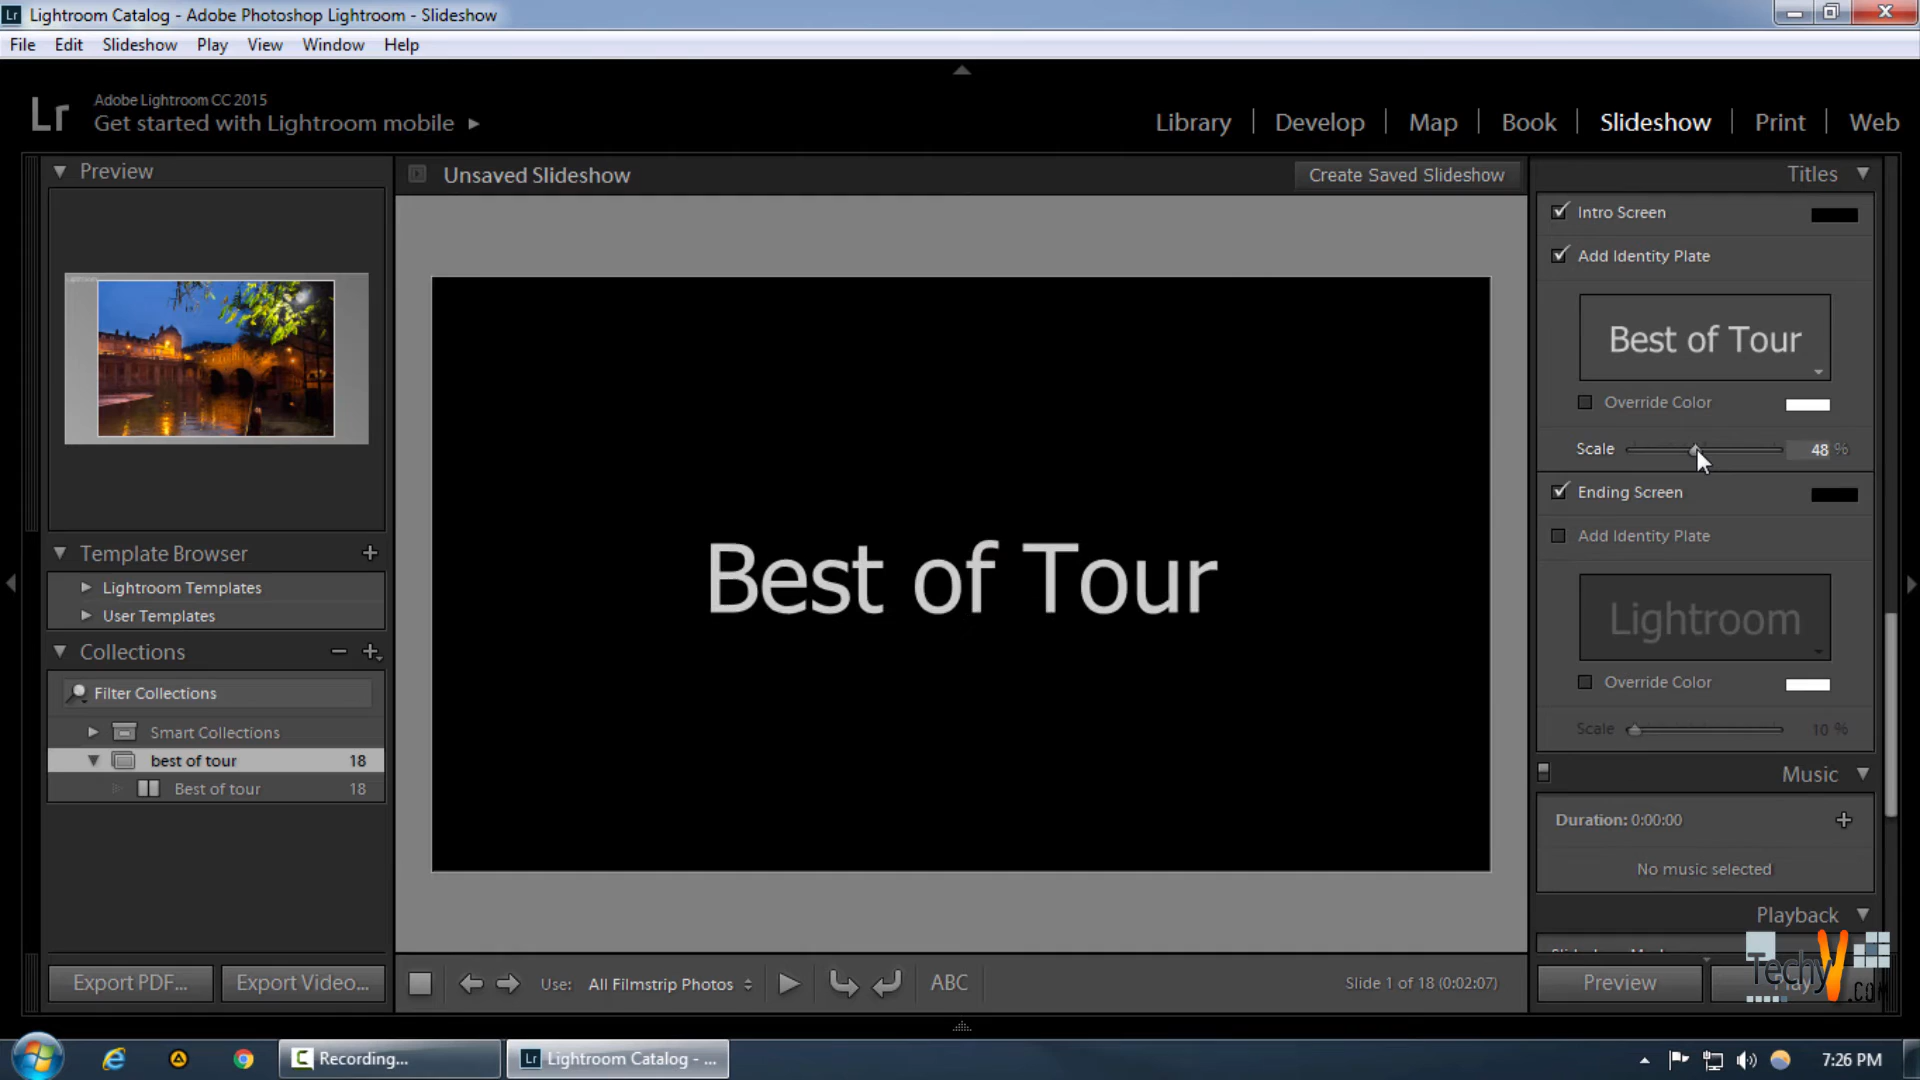 Lightroom Catalog - Adobe Photoshop Lightroom - Slideshow
File Edit Slideshow Play View Window Help
Lr
Adobe Lightroom CC 2015
Get started with Lightroom mobile
Library Develop Map Book Slideshow Print Web
Preview
Unsaved Slideshow
Create Saved Slideshow
Titles
Intro Screen
Add Identity Plate
Best of Tour
Override Color
Scale 48 %
Ending Screen
Add Identity Plate
Lightroom
Override Color
Scale 10 %
Best of Tour
Template Browser
Lightroom Templates
User Templates
Collections
Filter Collections
Smart Collections
best of tour 18
Best of tour 18
Music
Duration: 0:00:00
No music selected
Playback
Export PDF...
Export Video...
Use: All Filmstrip Photos
ABC
Slide 1 of 18 (0:02:07)
Preview
TechyV
.com
Recording...
Lr Lightroom Catalog - ...
7:26 PM